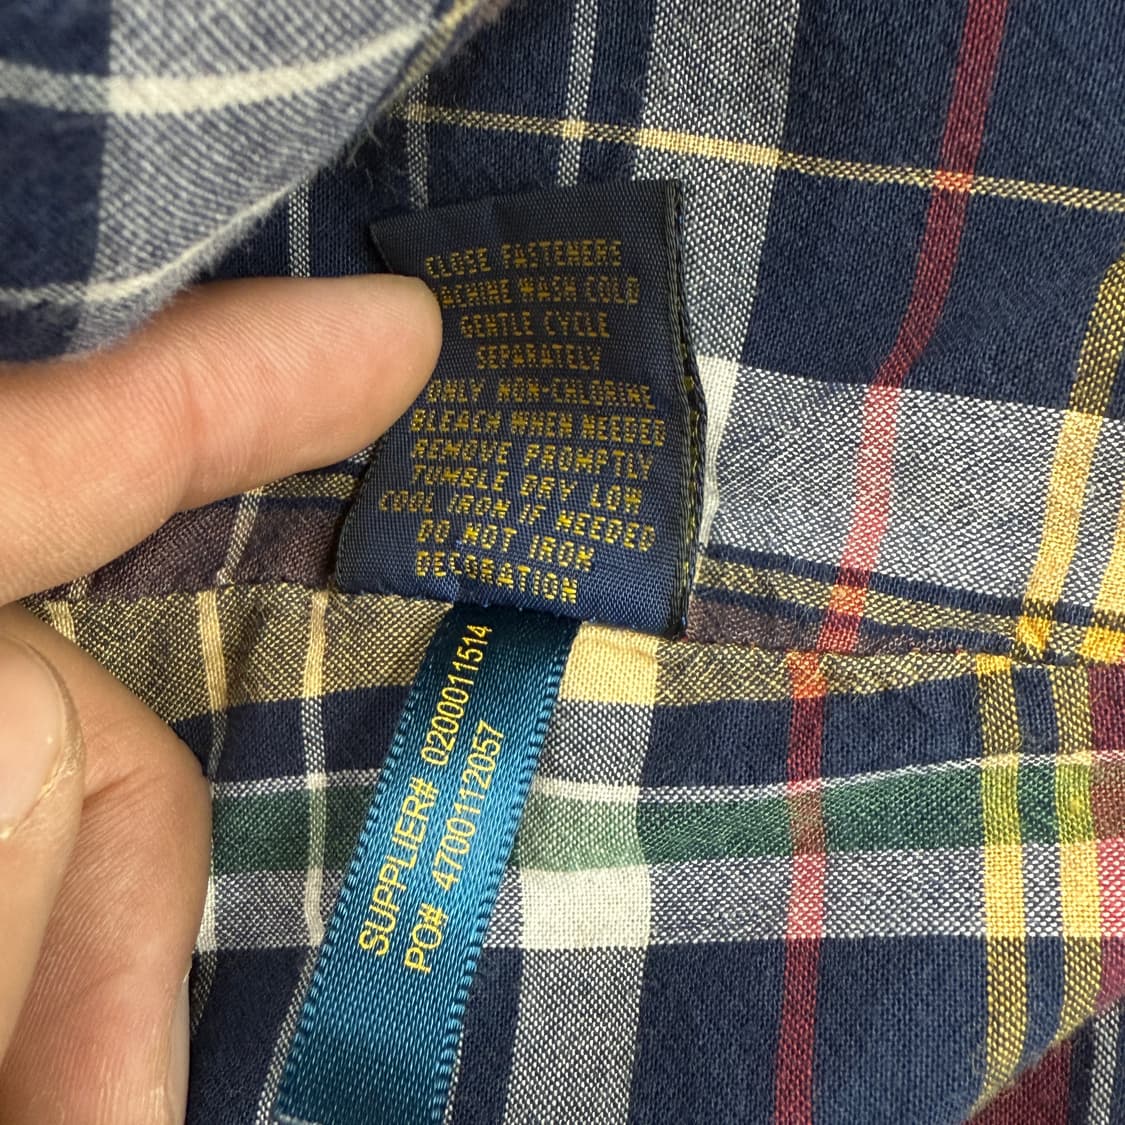 CLOSE FASTENERS
MACHINE WASH COLD
GENTLE CYCLE
SEPARATELY
ONLY NON-CHLORINE
BLEACH WHEN NEEDED
REMOVE PROMPTLY
TUMBLE DRY LOW
COOL IRON IF NEEDED
DO NOT IRON
DECORATION
SUPPLIER# 0200011514
PO# 4700112057